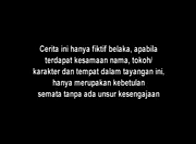 Cerita ini hanya fiktif belaka, apabila
terdapat kesamaan nama, tokoh/
karakter dan tempat dalam tayangan ini,
hanya merupakan kebetulan
semata tanpa ada unsur kesengajaan